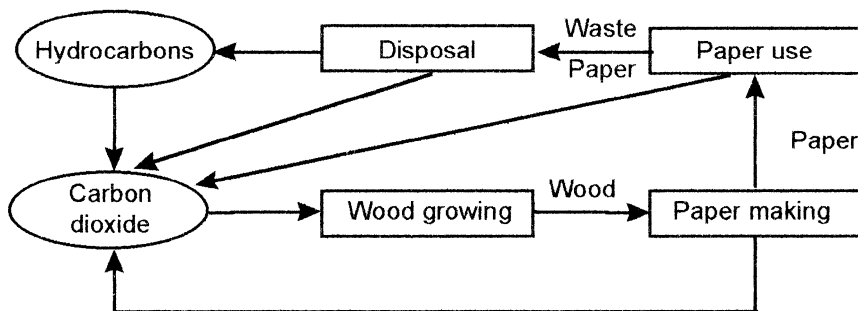 Hydrocarbons
Disposal
Waste
Paper
Paper use
Paper
Carbon
dioxide
Wood growing
Wood
Paper making